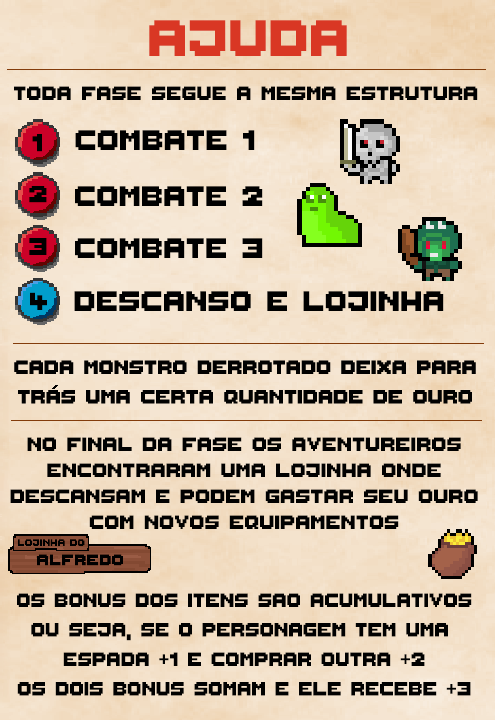 AJUDA
TODA FASE SEGUE A MESMA ESTRUTURA
1 COMBATE 1
2 COMBATE 2
3 COMBATE 3
4 DESCANSO E LOJINHA
CADA MONSTRO DERROTADO DEIXA PARA
TRÁS UMA CERTA QUANTIDADE DE OURO
NO FINAL DA FASE OS AVENTUREIROS
ENCONTRARAM UMA LOJINHA ONDE
DESCANSAM E PODEM GASTAR SEU OURO
COM NOVOS EQUIPAMENTOS
LOJINHA DO
ALFREDO
OS BONUS DOS ITENS SAO ACUMULATIVOS
OU SEJA, SE O PERSONAGEM TEM UMA
ESPADA +1 E COMPRAR OUTRA +2
OS DOIS BONUS SOMAM E ELE RECEBE +3